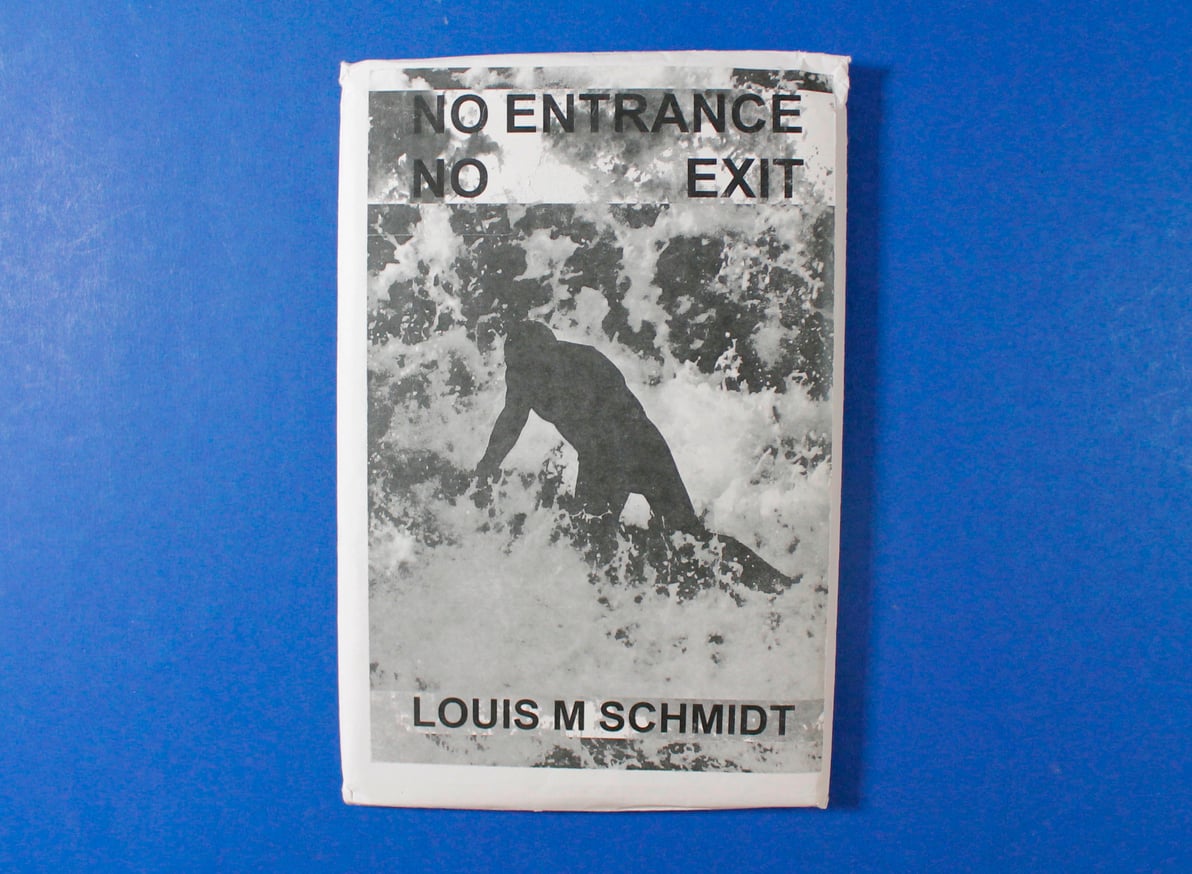 NO ENTRANCE
NO EXIT
LOUIS M SCHMIDT